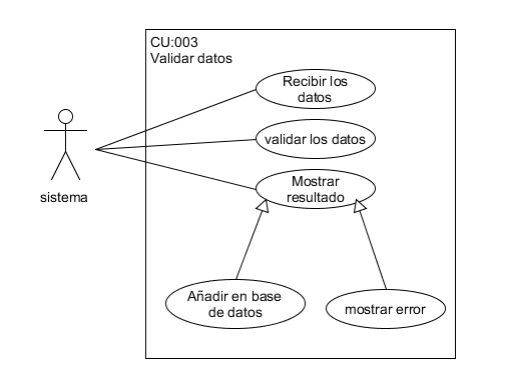 CU:003
Validar datos
Recibir los
datos
validar los datos
Mostrar
resultado
sistema
Añadir en base
de datos
mostrar error